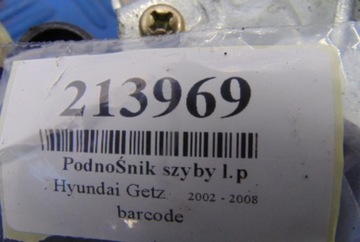 213969
PodnoŚnik szyby l.p
Hyundai Getz 2002 - 2008
barcode